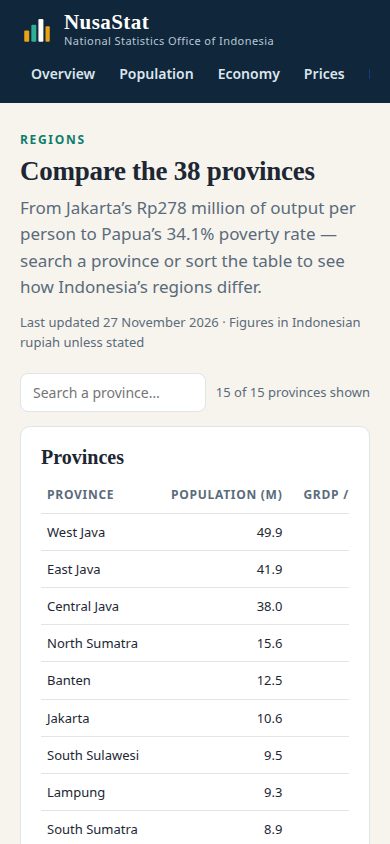 NusaStat
National Statistics Office of Indonesia
Overview Population Economy Prices
REGIONS
Compare the 38 provinces
From Jakarta’s Rp278 million of output per
person to Papua’s 34.1% poverty rate —
search a province or sort the table to see
how Indonesia’s regions differ.
Last updated 27 November 2026 · Figures in Indonesian
rupiah unless stated
Search a province... 15 of 15 provinces shown
Provinces
PROVINCE POPULATION (M) GRDP /
West Java 49.9
East Java 41.9
Central Java 38.0
North Sumatra 15.6
Banten 12.5
Jakarta 10.6
South Sulawesi 9.5
Lampung 9.3
South Sumatra 8.9